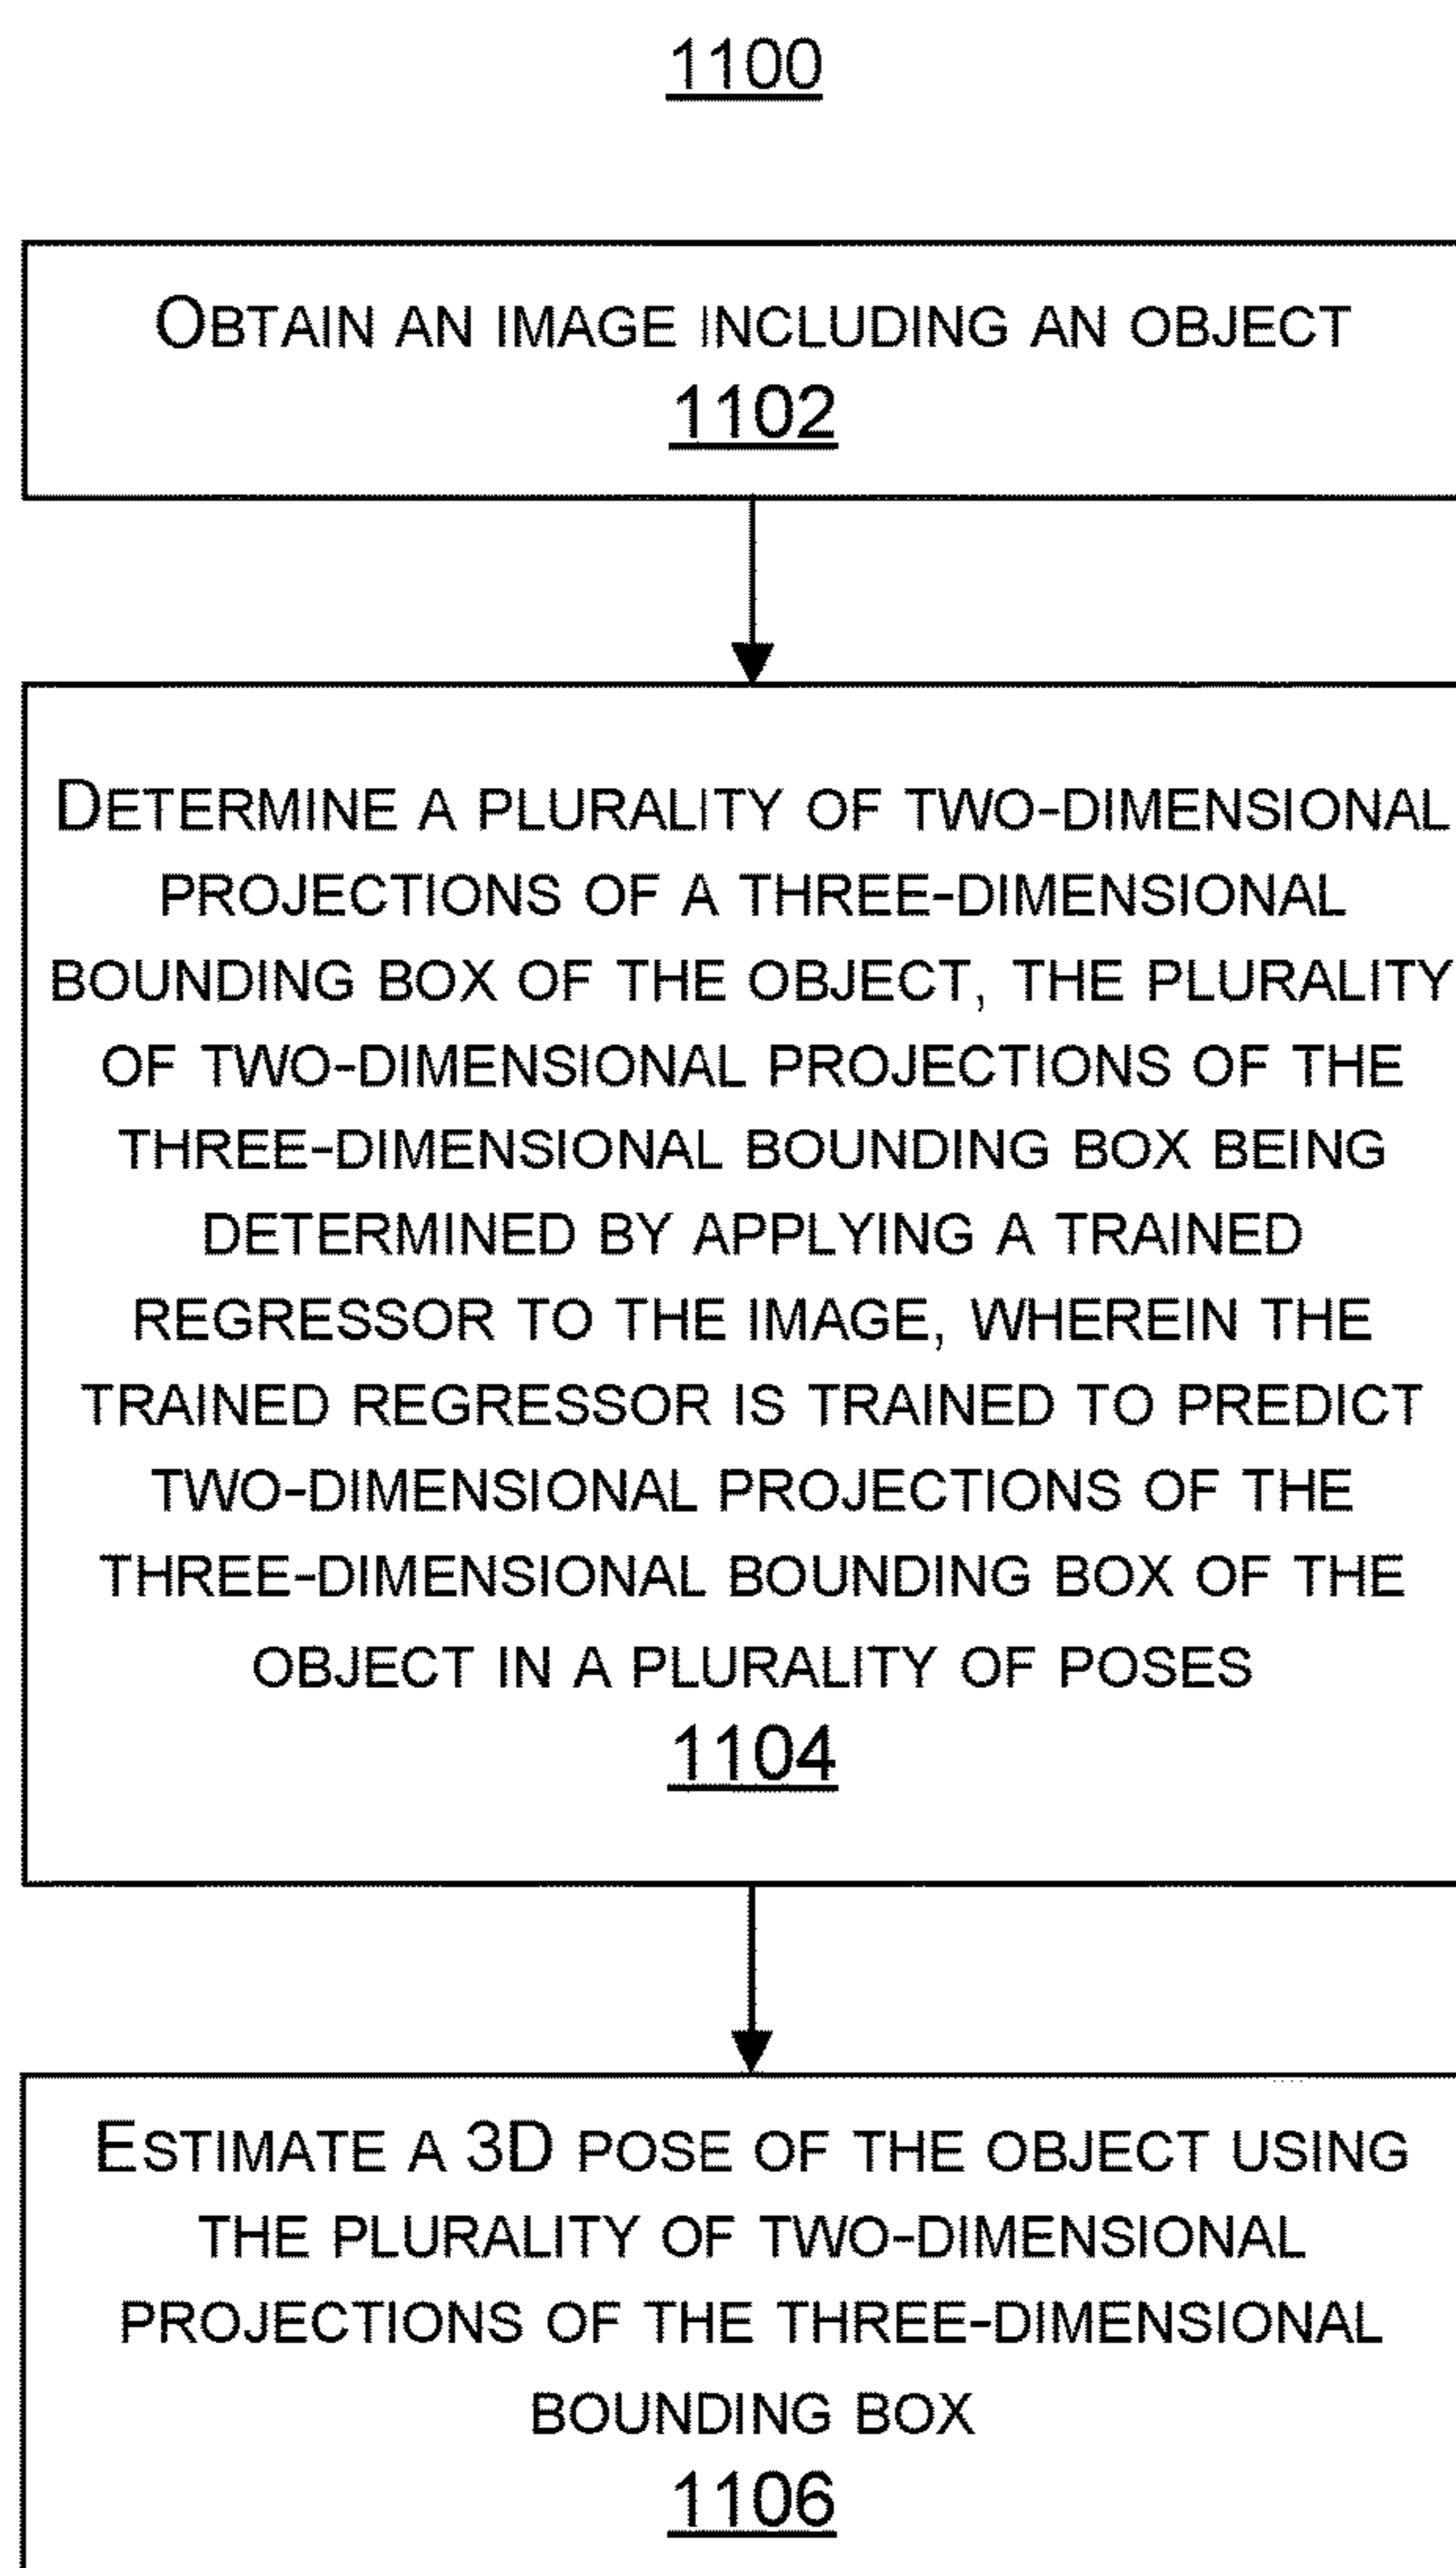 1100
OBTAIN AN IMAGE INCLUDING AN OBJECT
1102
DETERMINE A PLURALITY OF TWO-DIMENSIONAL
PROJECTIONS OF A THREE-DIMENSIONAL
BOUNDING BOX OF THE OBJECT, THE PLURALITY
OF TWO-DIMENSIONAL PROJECTIONS OF THE
THREE-DIMENSIONAL BOUNDING BOX BEING
DETERMINED BY APPLYING A TRAINED
REGRESSOR TO THE IMAGE, WHEREIN THE
TRAINED REGRESSOR IS TRAINED TO PREDICT
TWO-DIMENSIONAL PROJECTIONS OF THE
THREE-DIMENSIONAL BOUNDING BOX OF THE
OBJECT IN A PLURALITY OF POSES
1104
ESTIMATE A 3D POSE OF THE OBJECT USING
THE PLURALITY OF TWO-DIMENSIONAL
PROJECTIONS OF THE THREE-DIMENSIONAL
BOUNDING BOX
1106